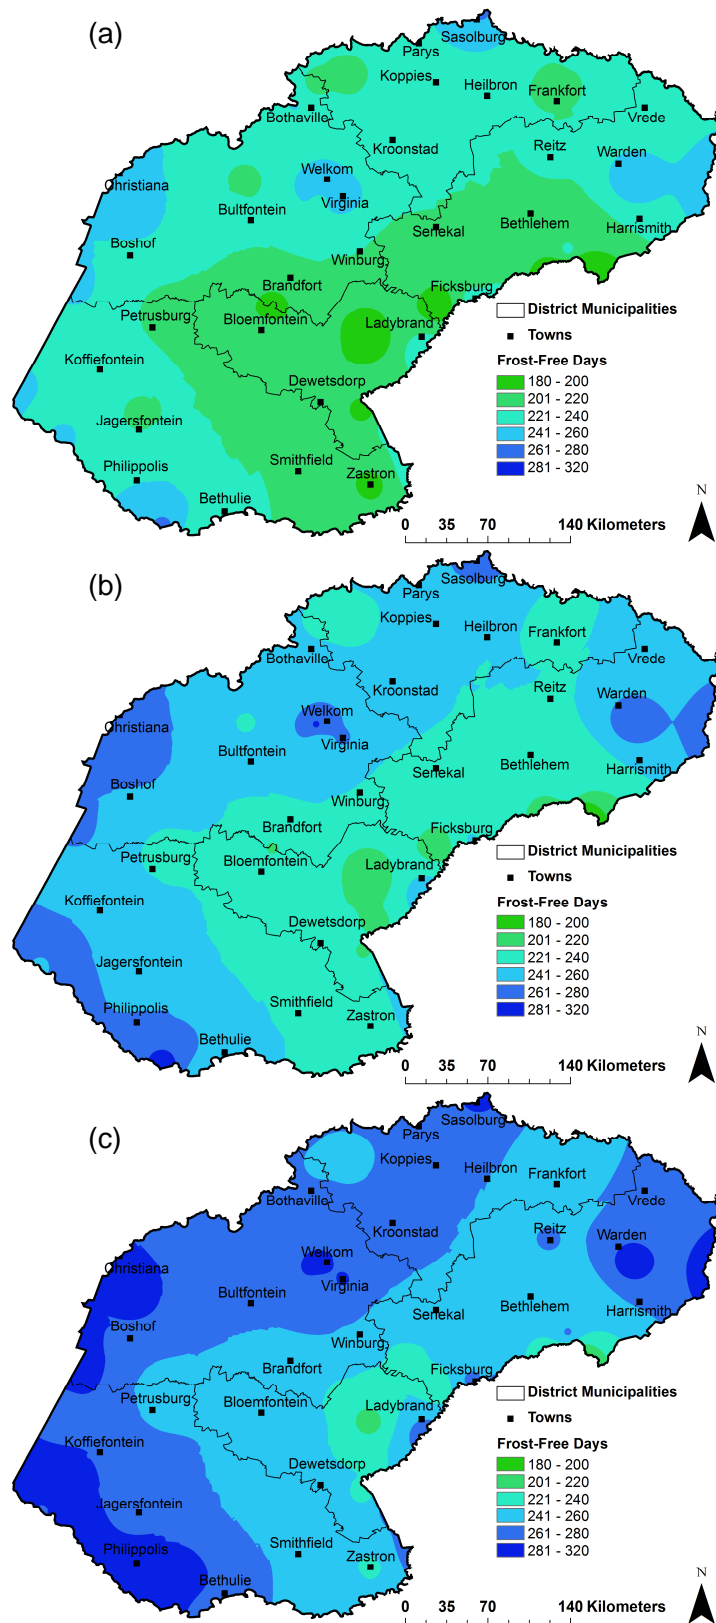 (a)
Sasolburg
Parys
Koppies
Heilbron
Frankfort
Bothaville
Vrede
Kroonstad
Reitz
Warden
Welkom
Christiana
Virginia
Bultfontein
Senekal
Bethlehem
Harrismith
Boshof
Winburg
Brandfort
Ficksburg
Petrusburg
Bloemfontein
Ladybrand
Koffiefontein
Dewetsdorp
Jagersfontein
Philippolis
Smithfield
Zastron
Bethulie
District Municipalities
Towns
Frost-Free Days
180 - 200
201 - 220
221 - 240
241 - 260
261 - 280
281 - 320
N
0 35 70 140 Kilometers
(b)
Sasolburg
Parys
Koppies
Heilbron
Frankfort
Bothaville
Vrede
Kroonstad
Reitz
Warden
Welkom
Christiana
Virginia
Bultfontein
Senekal
Bethlehem
Harrismith
Boshof
Winburg
Brandfort
Ficksburg
Petrusburg
Bloemfontein
Ladybrand
Koffiefontein
Dewetsdorp
Jagersfontein
Philippolis
Smithfield
Zastron
Bethulie
District Municipalities
Towns
Frost-Free Days
180 - 200
201 - 220
221 - 240
241 - 260
261 - 280
281 - 320
N
0 35 70 140 Kilometers
(c)
Sasolburg
Parys
Koppies
Heilbron
Frankfort
Bothaville
Vrede
Kroonstad
Reitz
Warden
Welkom
Christiana
Virginia
Bultfontein
Senekal
Bethlehem
Harrismith
Boshof
Winburg
Brandfort
Ficksburg
Petrusburg
Bloemfontein
Ladybrand
Koffiefontein
Dewetsdorp
Jagersfontein
Philippolis
Smithfield
Zastron
Bethulie
District Municipalities
Towns
Frost-Free Days
180 - 200
201 - 220
221 - 240
241 - 260
261 - 280
281 - 320
N
0 35 70 140 Kilometers